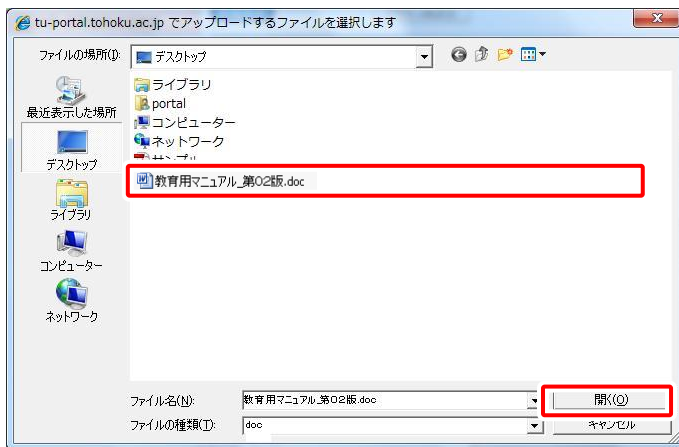 tu-portal.tohoku.ac.jp でアップロードするファイルを選択します
ファイルの場所(I):
デスクトップ
最近表示した場所
デスクトップ
ライブラリ
コンピューター
ネットワーク
ライブラリ
portal
コンピューター
ネットワーク
サンプル
教育用マニュアル_第02版.doc
ファイル名(N):
教育用マニュアル_第02版.doc
開く(O)
ファイルの種類(T):
doc
キャンセル